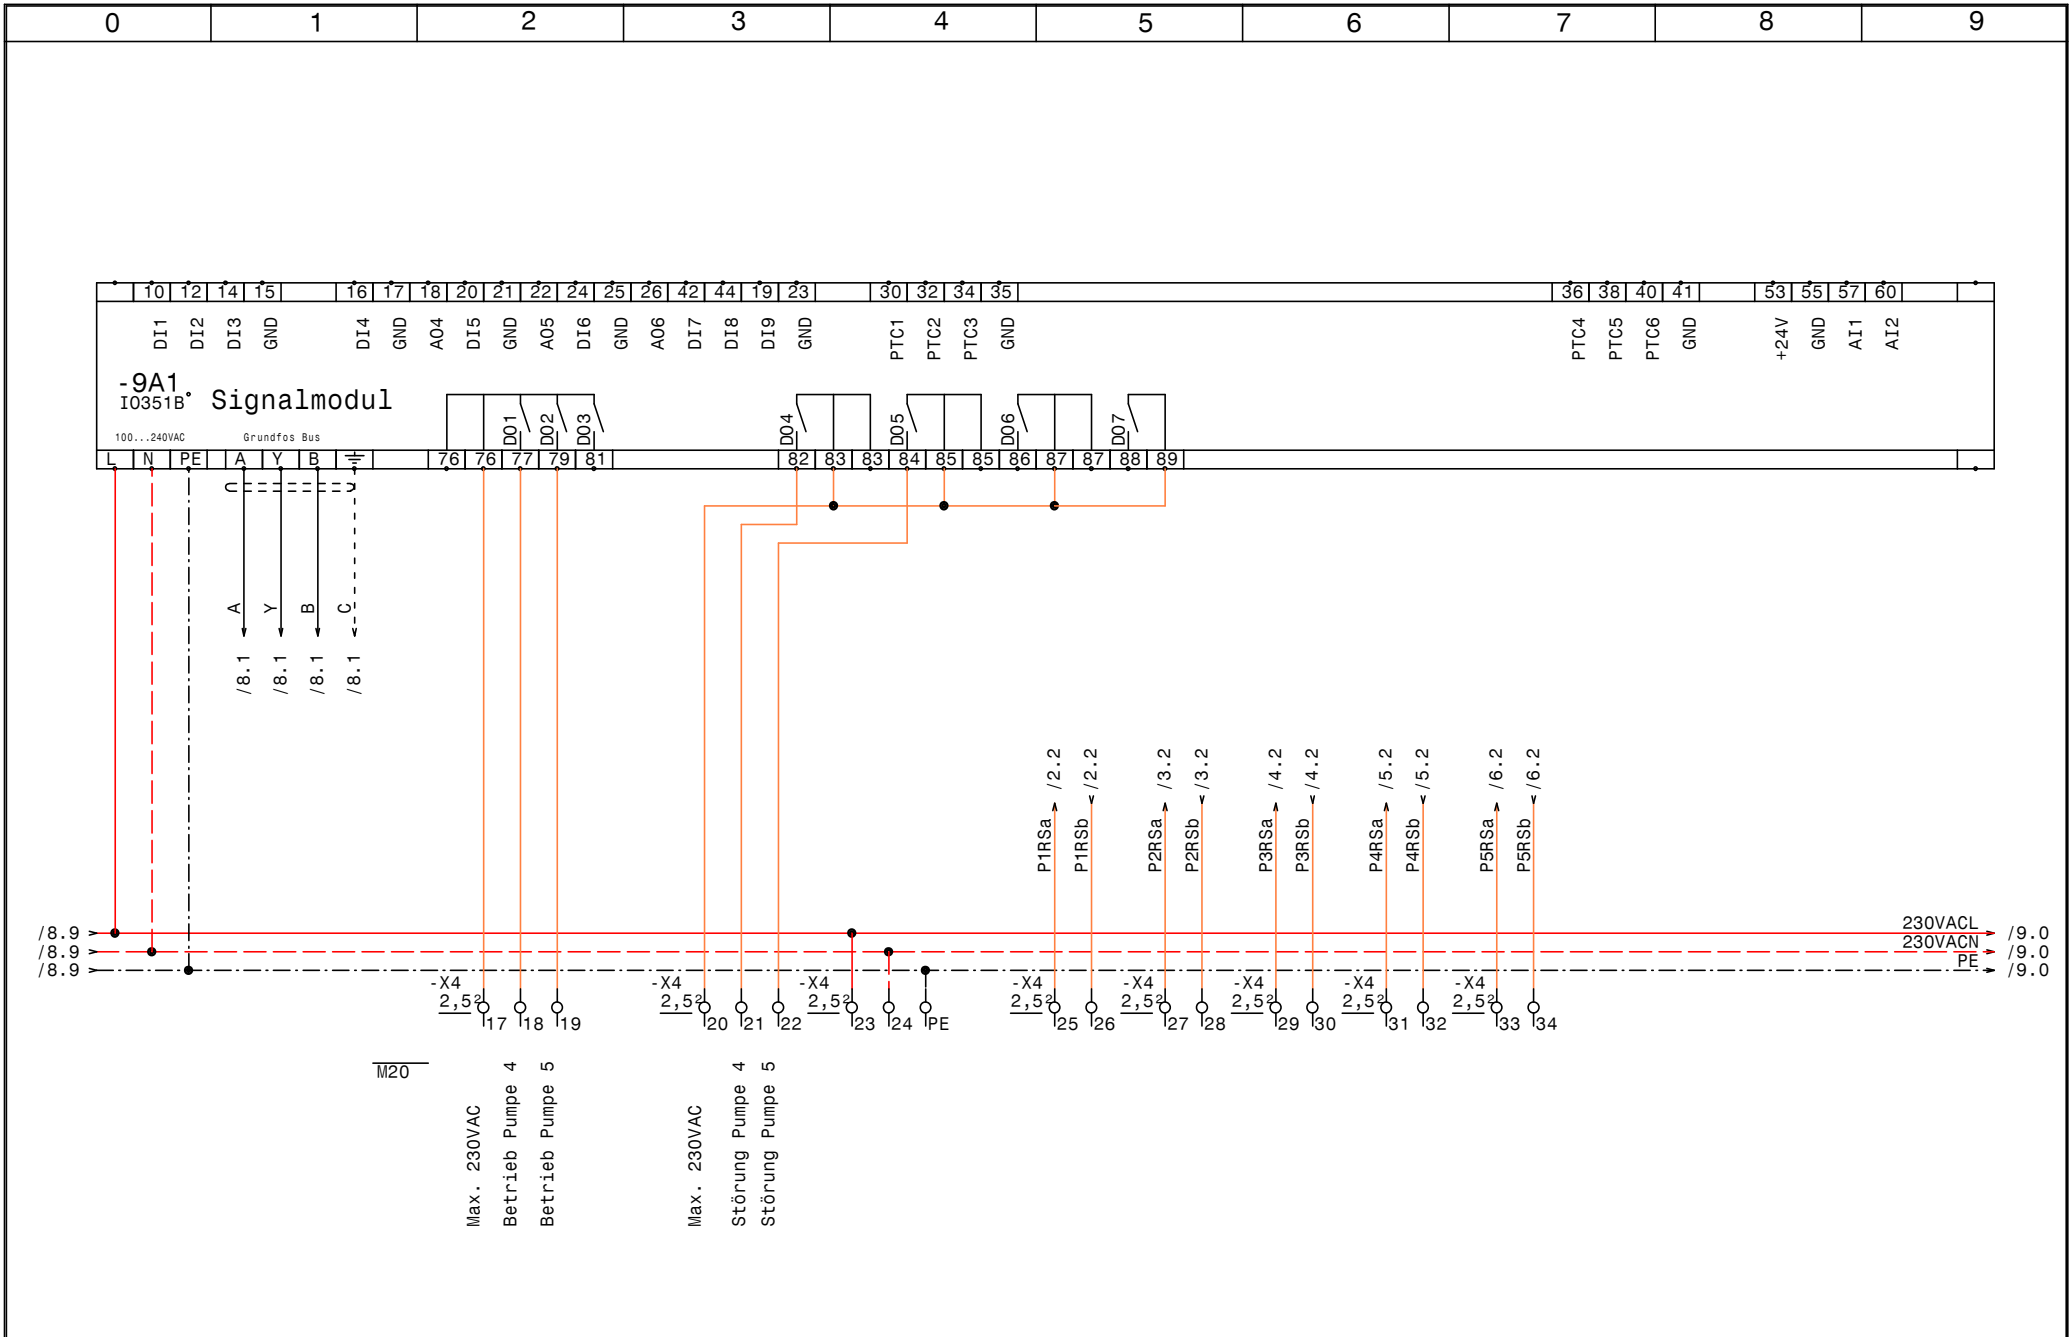 0 1 2 3 4 5 6 7 8 9
10 12 14 15 16 17 18 20 21 22 24 25 26 42 44 19 23 30 32 34 35 36 38 40 41 53 55 57 60
DI1 DI2 DI3 GND DI4 GND AO4 DI5 GND AO5 DI6 GND AO6 DI7 DI8 DI9 GND PTC1 PTC2 PTC3 GND PTC4 PTC5 PTC6 GND +24V GND AI1 AI2
-9A1
IO351B° Signalmodul
DO1 DO2 DO3 DO4 DO5 DO6 DO7
100...240VAC Grundfos Bus
L N PE A Y B 76 76 77 79 81 82 83 83 84 85 85 86 87 87 88 89
A Y B C
/8.1 /8.1 /8.1 /8.1
/2.2 /2.2 /3.2 /3.2 /4.2 /4.2 /5.2 /5.2 /6.2 /6.2
P1RSa P1RSb P2RSa P2RSb P3RSa P3RSb P4RSa P4RSb P5RSa P5RSb
/8.9 230VACL /9.0
/8.9 230VACN /9.0
/8.9 PE /9.0
-X4 -X4 -X4 -X4 -X4 -X4 -X4 -X4
2,5² 2,5² 2,5² 2,5² 2,5² 2,5² 2,5² 2,5²
17 18 19 20 21 22 23 24 PE 25 26 27 28 29 30 31 32 33 34
M20
Max. 230VAC
Betrieb Pumpe 4
Betrieb Pumpe 5
Max. 230VAC
Störung Pumpe 4
Störung Pumpe 5